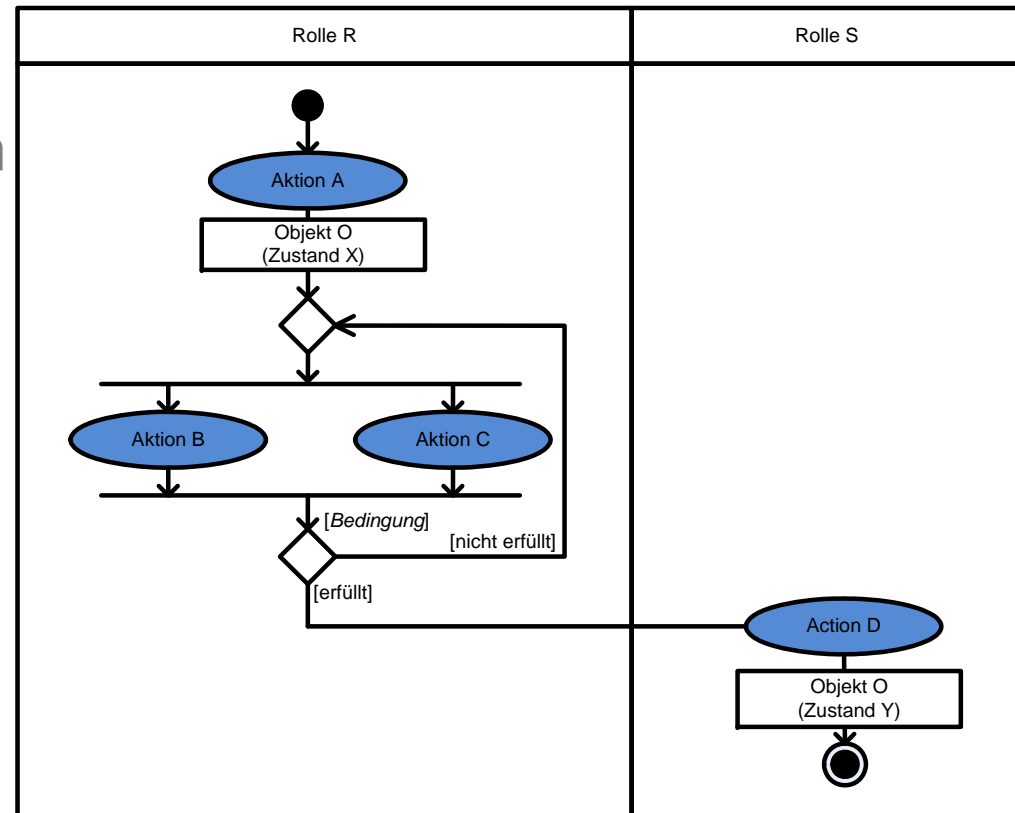 Rolle R
Rolle S
Aktion A
Objekt O
(Zustand X)
Aktion B
Aktion C
[Bedingung]
[nicht erfüllt]
[erfüllt]
Action D
Objekt O
(Zustand Y)